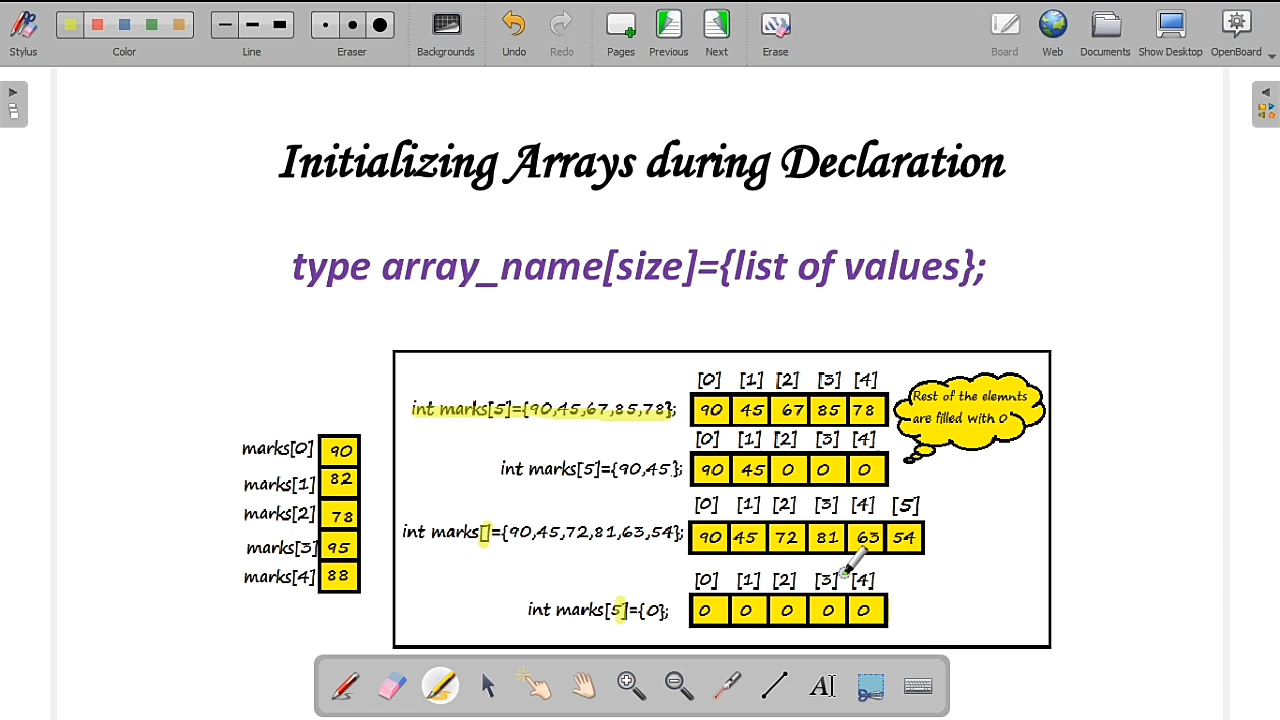 Stylus Color Line Eraser Backgrounds Undo Redo Pages Previous Next Erase Board Web Documents Show Desktop OpenBoard
Initializing Arrays during Declaration
type array_name[size]={list of values};
[0] [1] [2] [3] [4]
int marks[5]={90,45,67,85,78}; 90 45 67 85 78
Rest of the elemnts
are filled with 0
[0] [1] [2] [3] [4]
int marks[5]={90,45}; 90 45 0 0 0
[0] [1] [2] [3] [4] [5]
int marks[]={90,45,72,81,63,54}; 90 45 72 81 63 54
[0] [1] [2] [3] [4]
int marks[5]={0}; 0 0 0 0 0
marks[0] 90
marks[1] 82
marks[2] 78
marks[3] 95
marks[4] 88
AI